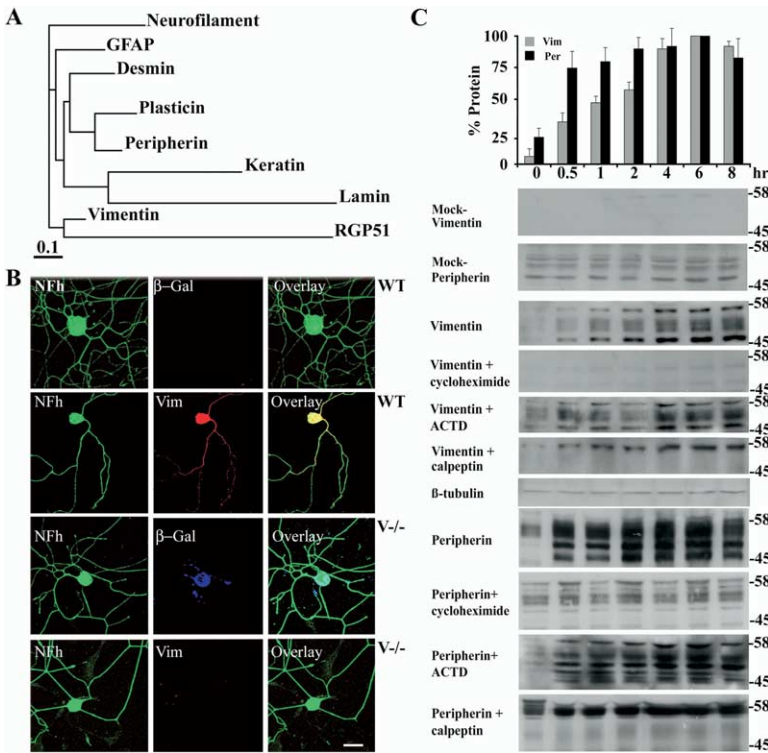 A
Neurofilament
GFAP
Desmin
Plasticin
Peripherin
Keratin
Lamin
Vimentin
RGP51
0.1
B
NFh β-Gal Overlay WT
NFh Vim Overlay WT
NFh β-Gal Overlay V-/-
NFh Vim Overlay V-/-
C
% Protein
100
75
50
25
0
Vim
Per
0 0.5 1 2 4 6 8 hr
Mock-
Vimentin
-58
-45
Mock-
Peripherin
-58
-45
Vimentin
-58
-45
Vimentin +
cycloheximide
-58
-45
Vimentin +
ACTD
-58
-45
Vimentin +
calpeptin
-58
-45
ß-tubulin
-58
Peripherin
-58
-45
Peripherin+
cycloheximide
-58
-45
Peripherin+
ACTD
-58
-45
Peripherin +
calpeptin
-58
-45